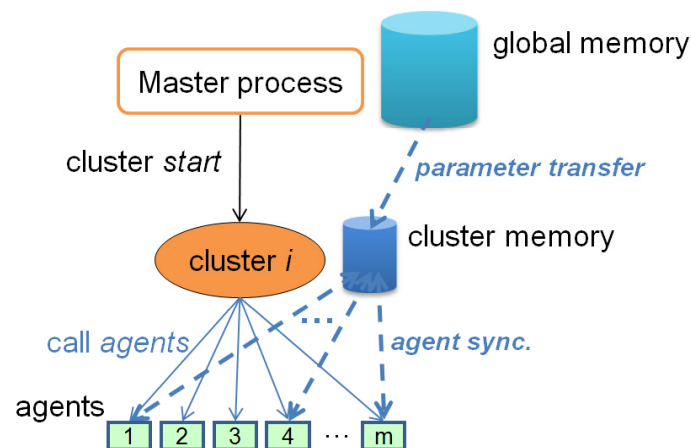 global memory
Master process
cluster start
parameter transfer
cluster memory
cluster i
...
call agents
agent sync.
agents
1 2 3 4 ... m